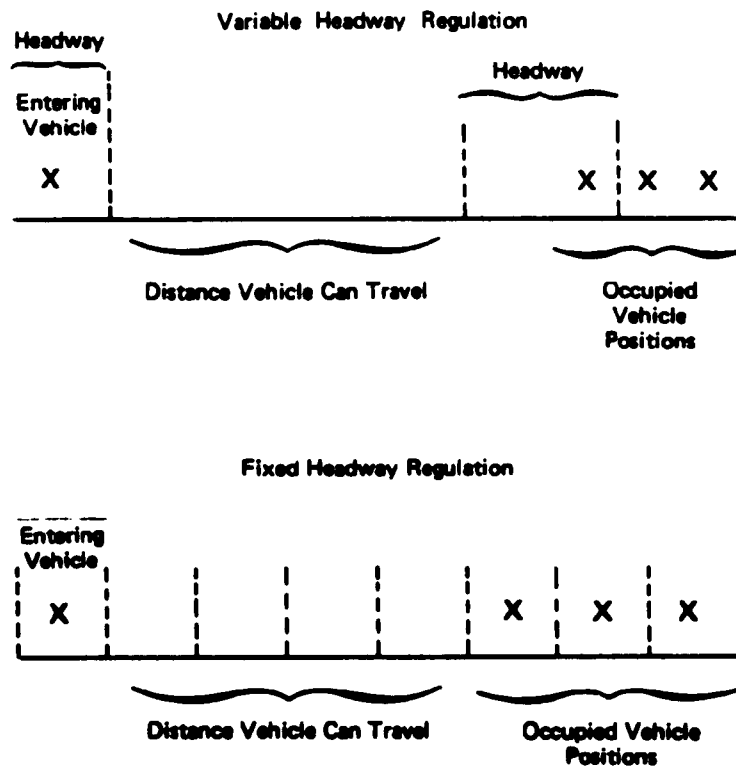 Variable Headway Regulation
Headway
Headway
Entering
Vehicle
X
X X X
Distance Vehicle Can Travel
Occupied
Vehicle
Positions
Fixed Headway Regulation
Entering
Vehicle
X
X X X
Distance Vehicle Can Travel
Occupied Vehicle
Positions